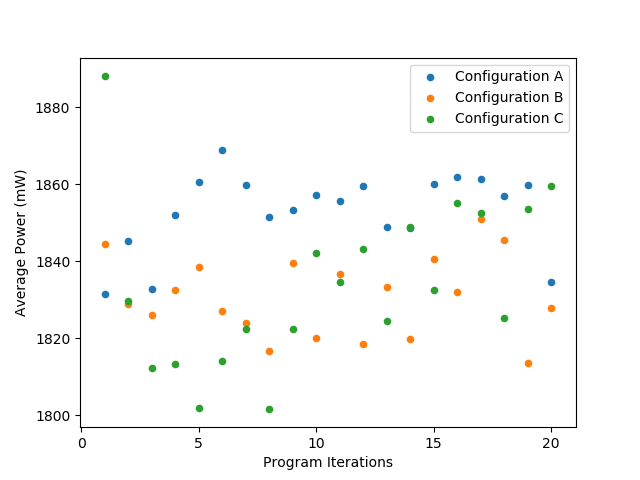 Configuration A
Configuration B
Configuration C
Average Power (mW)
1880
1860
1840
1820
1800
0 5 10 15 20
Program Iterations